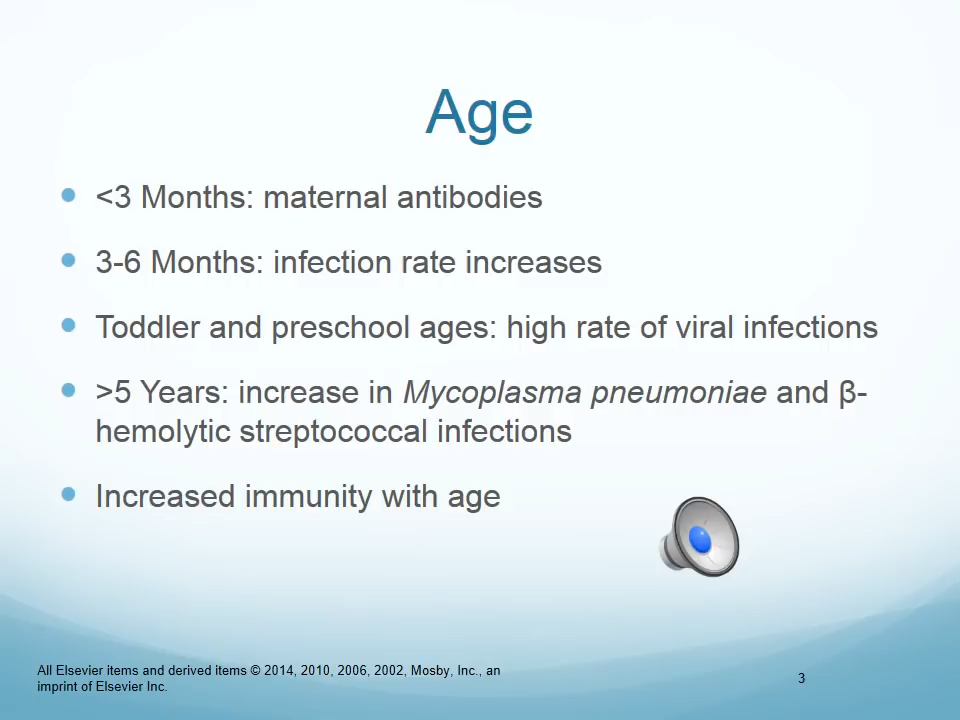 Age
<3 Months: maternal antibodies
3-6 Months: infection rate increases
Toddler and preschool ages: high rate of viral infections
>5 Years: increase in Mycoplasma pneumoniae and β-
hemolytic streptococcal infections
Increased immunity with age
All Elsevier items and derived items © 2014, 2010, 2006, 2002, Mosby, Inc., an
imprint of Elsevier Inc.
3